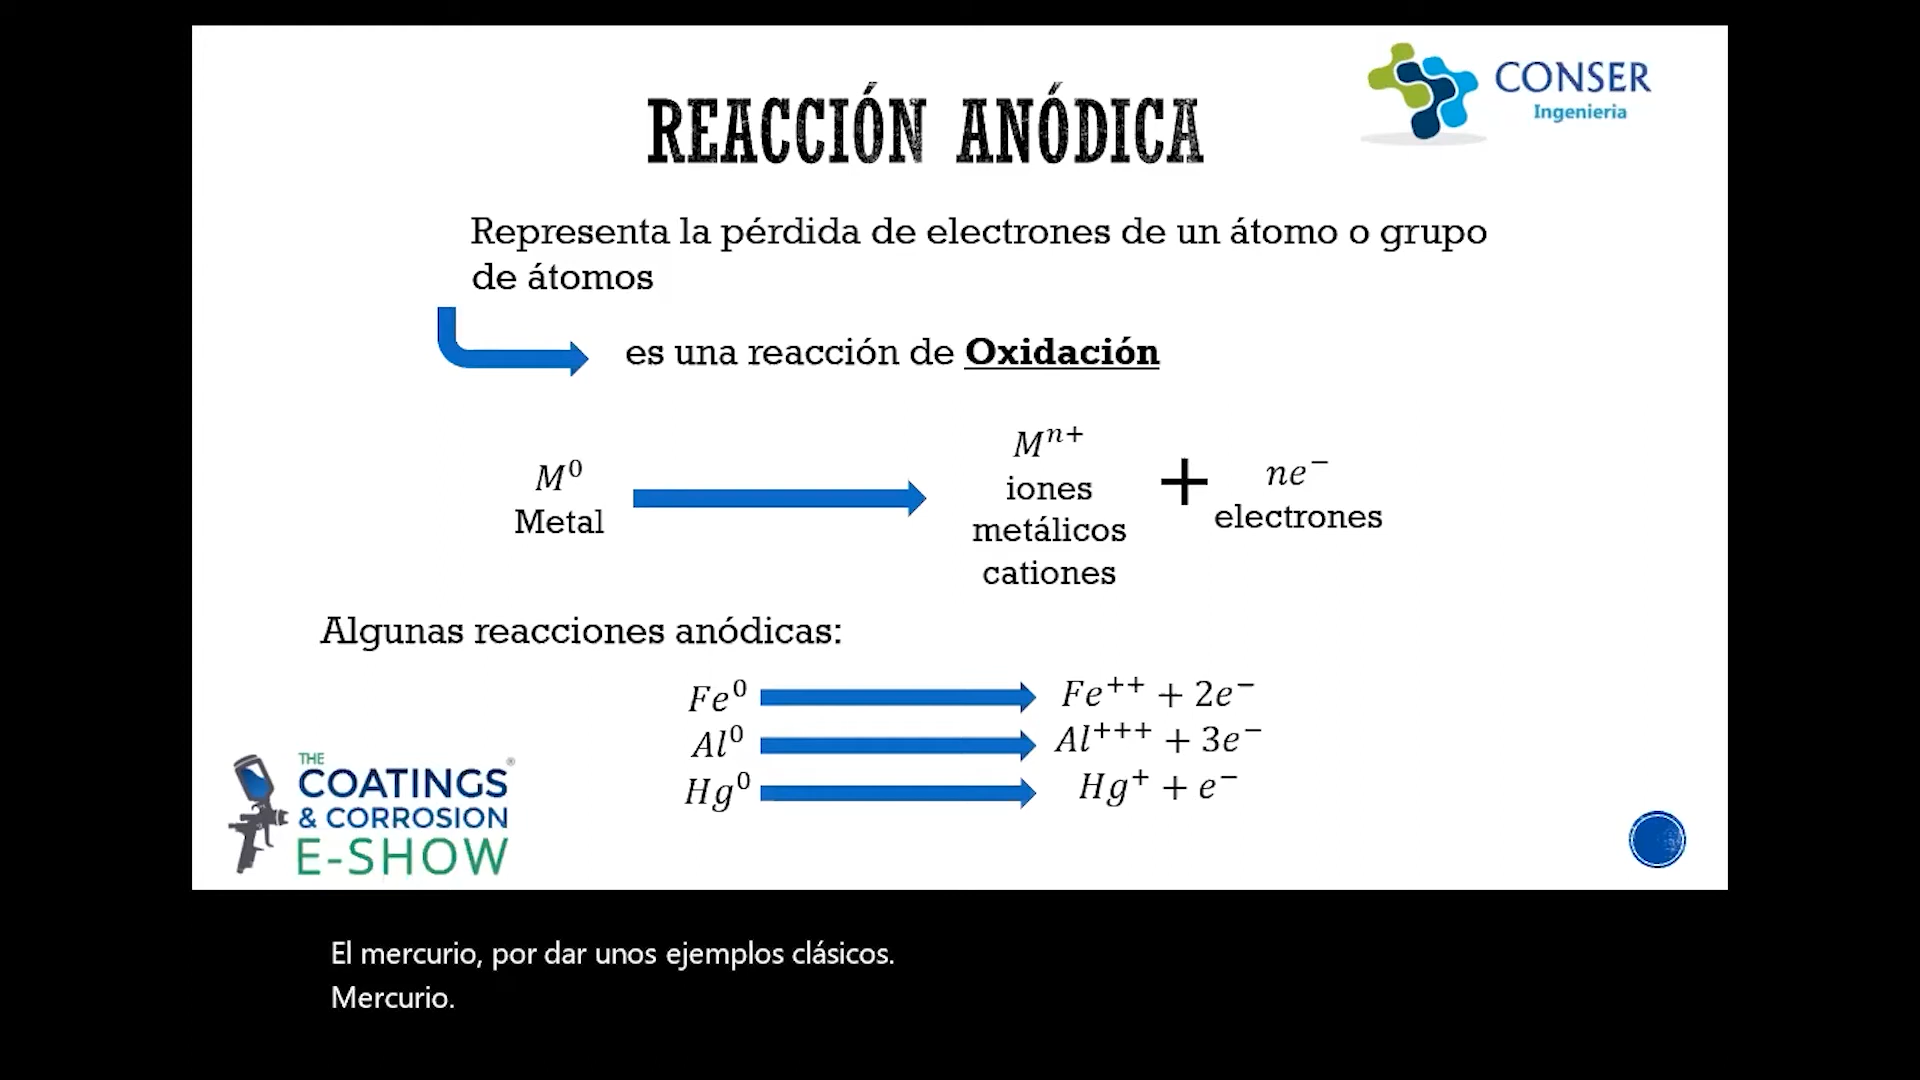 REACCIÓN ANÓDICA
CONSER
Ingenieria
Representa la pérdida de electrones de un átomo o grupo
de átomos
es una reacción de Oxidación
M⁰
Metal
Mⁿ⁺
iones
metálicos
cationes
+
ne⁻
electrones
Algunas reacciones anódicas:
Fe⁰ Fe⁺⁺ + 2e⁻
Al⁰ Al⁺⁺⁺ + 3e⁻
Hg⁰ Hg⁺ + e⁻
THE
COATINGS®
& CORROSION
E-SHOW
El mercurio, por dar unos ejemplos clásicos.
Mercurio.